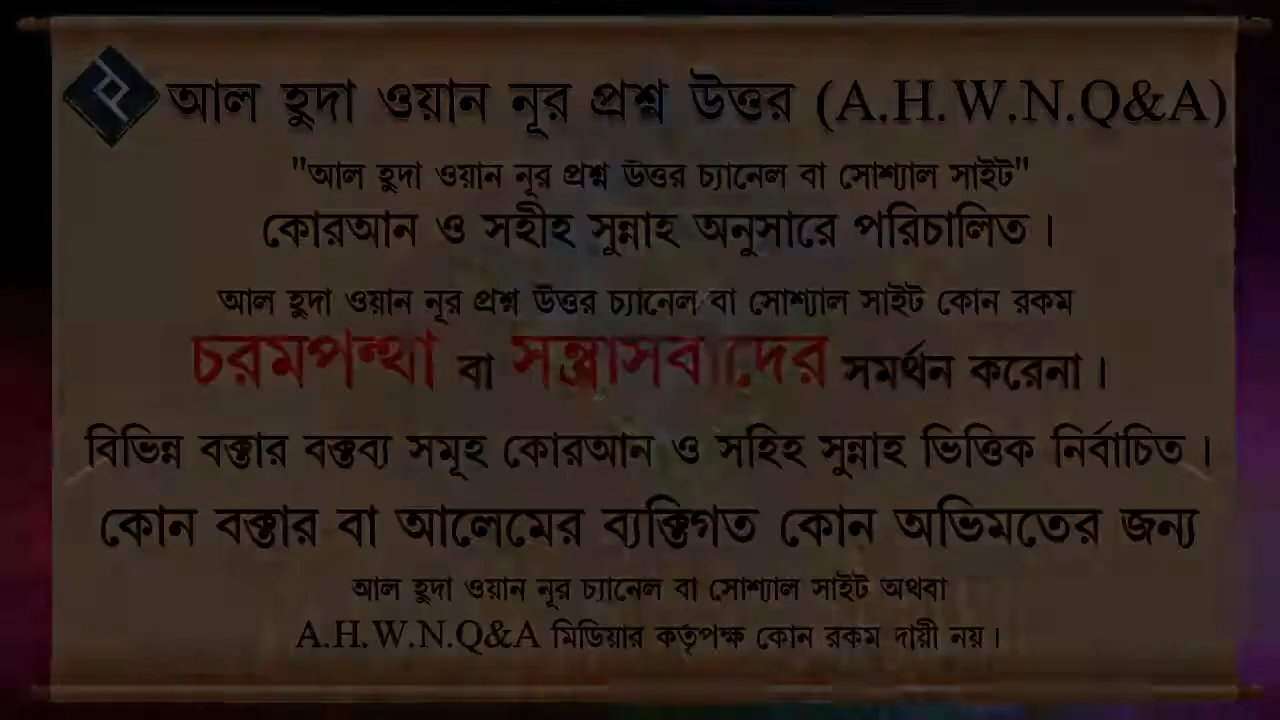 আল হুদা ওয়ান নূর প্রশ্ন উত্তর (A.H.W.N.Q&A)
"আল হুদা ওয়ান নূর প্রশ্ন উত্তর চ্যানেল বা সোশ্যাল সাইট"
কোরআন ও সহীহ সুন্নাহ অনুসারে পরিচালিত।
আল হুদা ওয়ান নূর প্রশ্ন উত্তর চ্যানেল বা সোশ্যাল সাইট কোন রকম
চরমপন্থা বা সন্ত্রাসবাদের সমর্থন করেনা।
বিভিন্ন বক্তার বক্তব্য সমূহ কোরআন ও সহিহ সুন্নাহ ভিত্তিক নির্বাচিত।
কোন বক্তার বা আলেমের ব্যক্তিগত কোন অভিমতের জন্য
আল হুদা ওয়ান নূর চ্যানেল বা সোশ্যাল সাইট অথবা
A.H.W.N.Q&A মিডিয়ার কর্তৃপক্ষ কোন রকম দায়ী নয়।